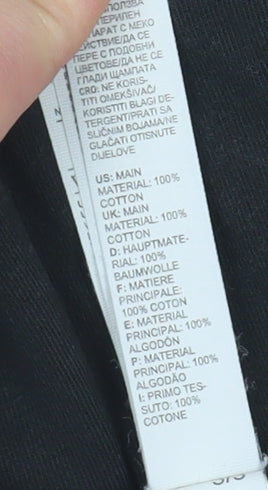 ПЕРИЛЕН
ПАРАТ С МЕКО
ЙСТВИЕ/ДА СЕ
ПЕРЕ С ПОДОБНИ
ЦВЕТОВЕ/ДА НЕ СЕ
ГЛАДИ ЩАМПАТА
CRO: NE KORIS-
TITI OMEKŠIVAČ/
KORISTITI BLAGI DE-
TERGENT/PRATI SA
SLIČNIM BOJAMA/NE
GLAČATI OTISNUTE
DIJELOVE
US: MAIN
MATERIAL: 100%
COTTON
UK: MAIN
MATERIAL: 100%
COTTON
D: HAUPTMATE-
RIAL: 100%
BAUMWOLLE
F: MATIERE
PRINCIPALE:
100% COTON
E: MATERIAL
PRINCIPAL: 100%
ALGODÓN
P: MATERIAL
PRINCIPAL: 100%
ALGODÃO
I: PRIMO TES-
SUTO: 100%
COTONE